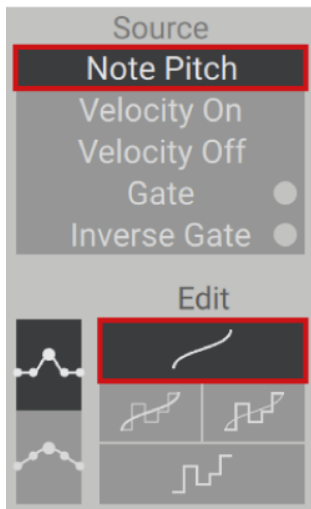 Source
Note Pitch
Velocity On
Velocity Off
Gate
Inverse Gate
Edit